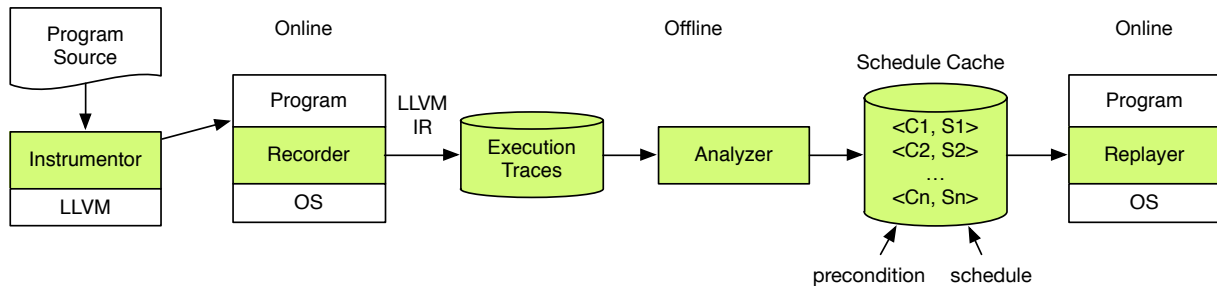 Program
Source
Online
Offline
Online
Instrumentor
LLVM
Program
Recorder
OS
LLVM
IR
Execution
Traces
Analyzer
Schedule Cache
<C1, S1>
<C2, S2>
...
<Cn, Sn>
precondition
schedule
Program
Replayer
OS